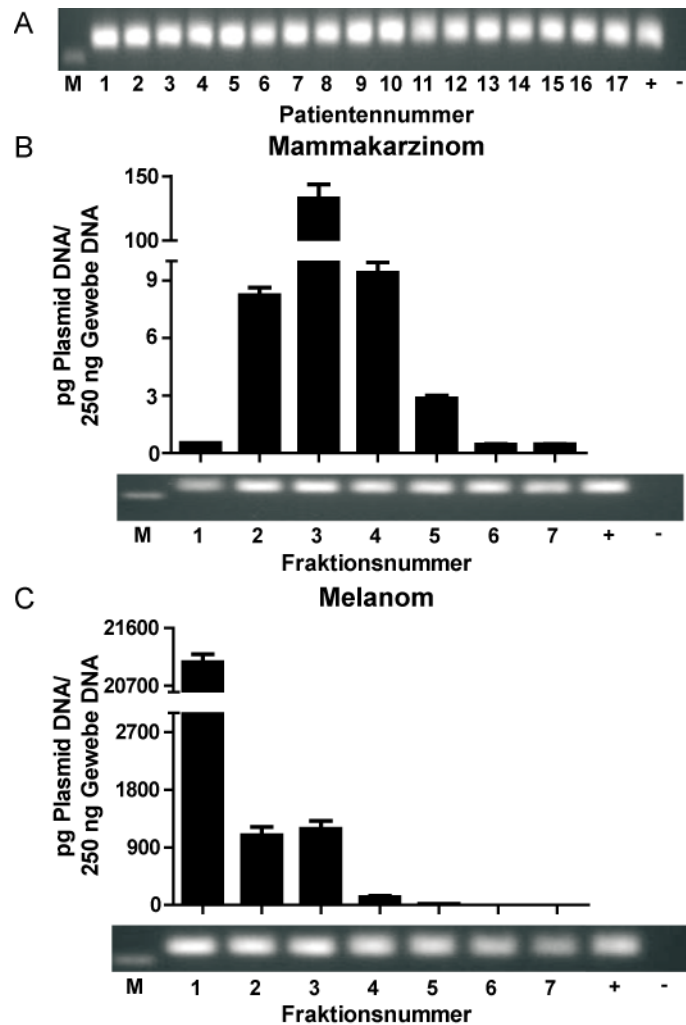 A
M 1 2 3 4 5 6 7 8 9 10 11 12 13 14 15 16 17 + -
Patientennummer
B
Mammakarzinom
pg Plasmid DNA/
250 ng Gewebe DNA
150
100
9
6
3
0
M 1 2 3 4 5 6 7 + -
Fraktionsnummer
C
Melanom
pg Plasmid DNA/
250 ng Gewebe DNA
21600
20700
2700
1800
900
0
M 1 2 3 4 5 6 7 + -
Fraktionsnummer